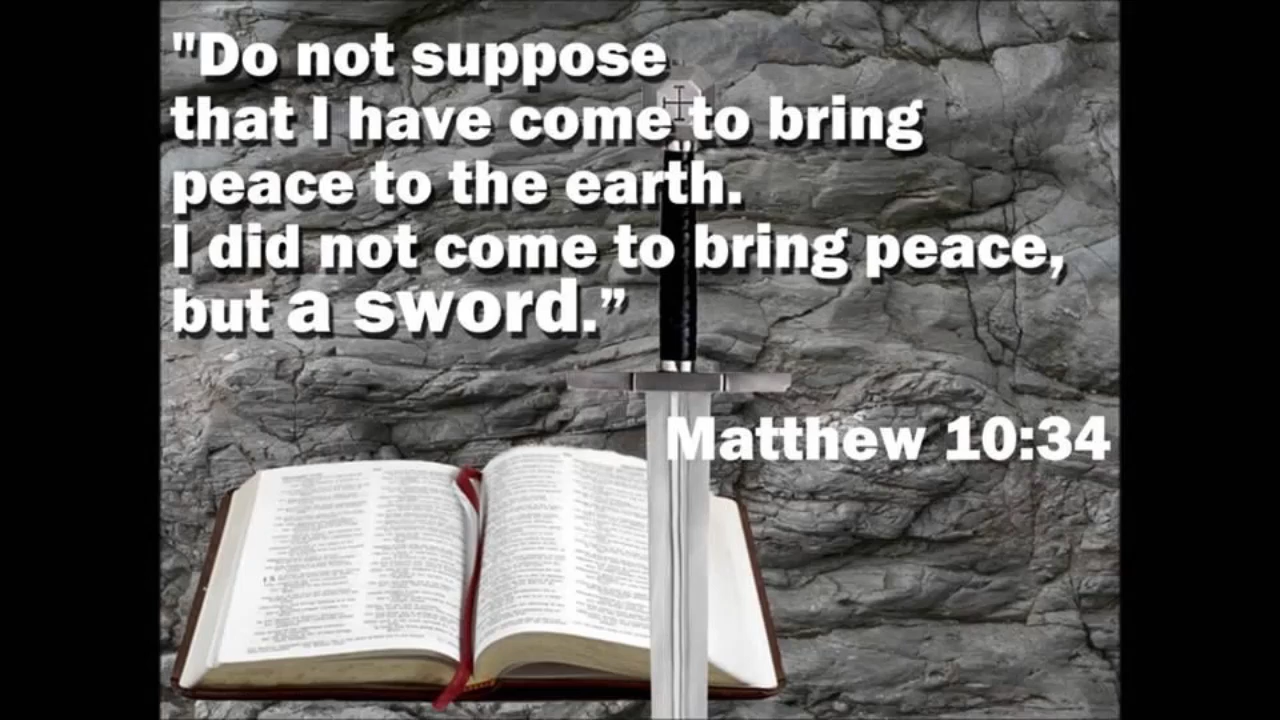 "Do not suppose
that I have come to bring
peace to the earth.
I did not come to bring peace,
but a sword.”
Matthew 10:34